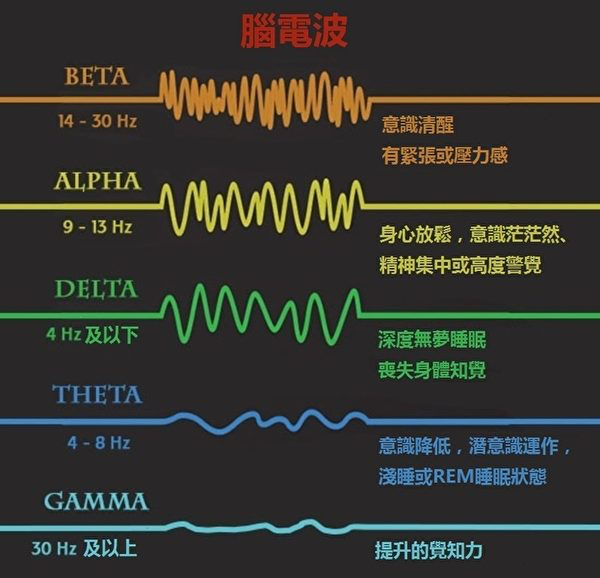 腦電波
BETA
14 - 30 Hz
意識清醒
有緊張或壓力感
ALPHA
9 - 13 Hz
身心放鬆，意識茫茫然、
精神集中或高度警覺
DELTA
4 Hz 及以下
深度無夢睡眠
喪失身體知覺
THETA
4 - 8 Hz
意識降低，潛意識運作，
淺睡或REM睡眠狀態
GAMMA
30 Hz 及以上
提升的覺知力